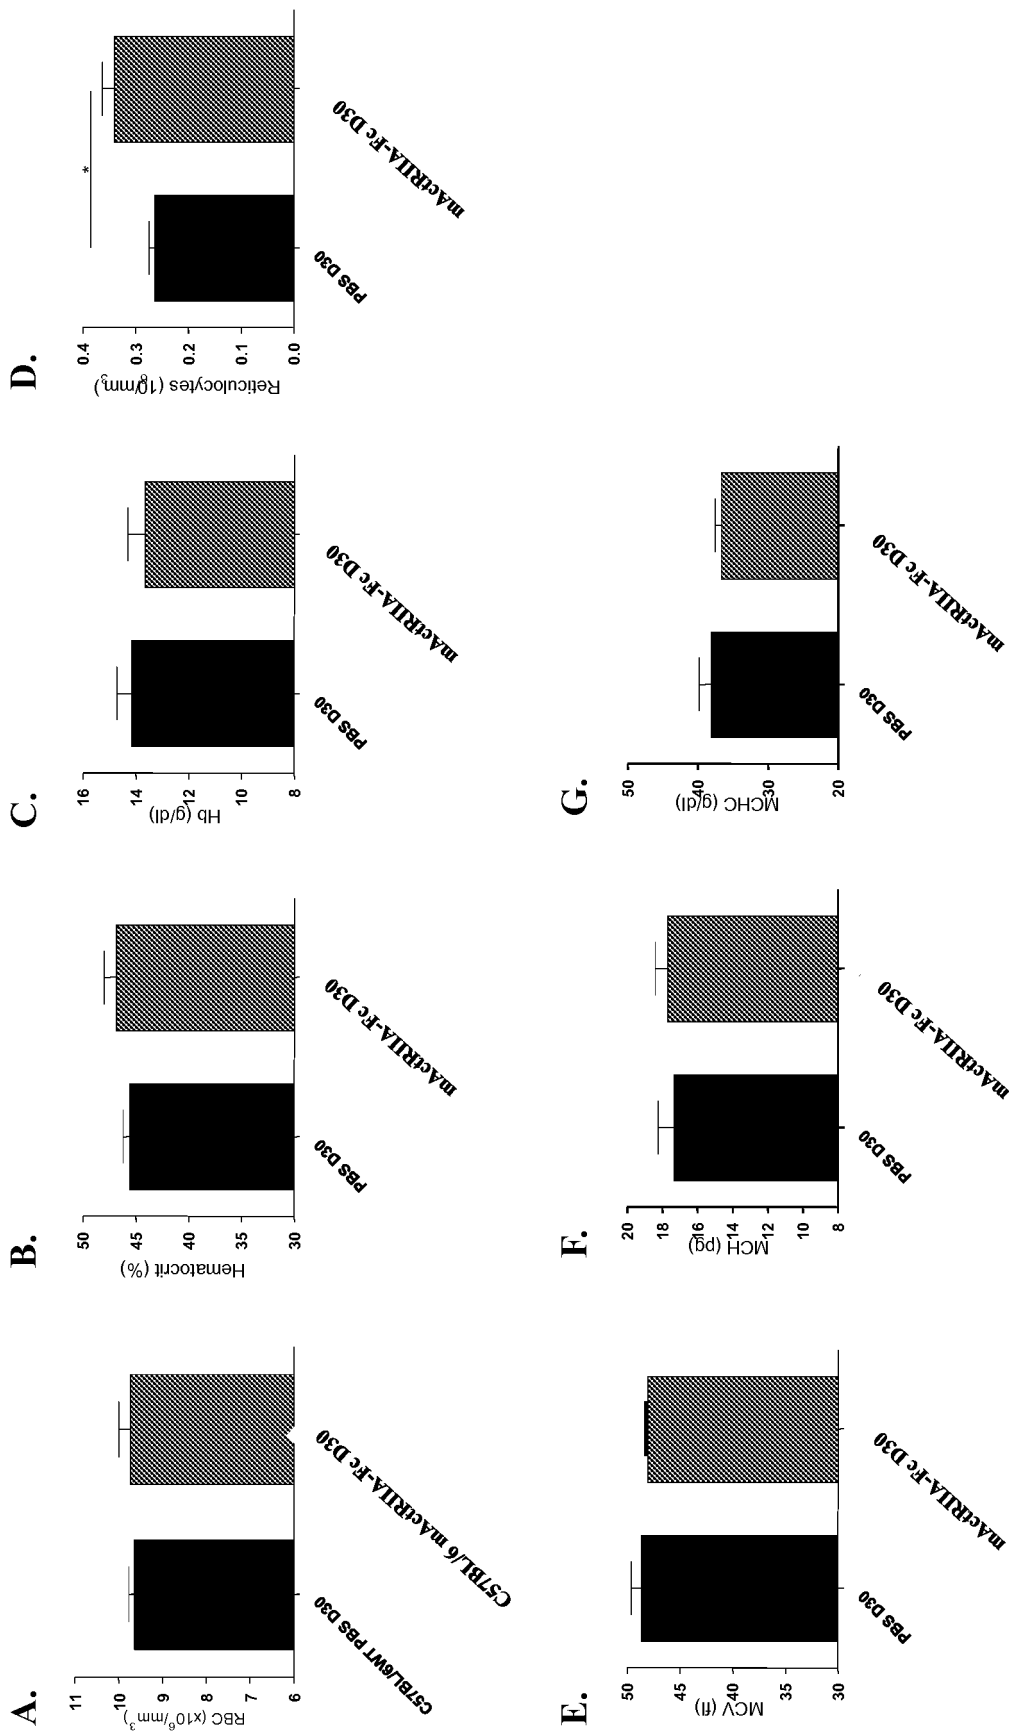 A.
RBC (x10⁶/mm³)
11
10
9
8
7
6
C57BL/6WT PBS D30
C57BL/6 mActRIIA-Fc D30
B.
Hematocrit (%)
50
45
40
35
30
PBS D30
mActRIIA-Fc D30
C.
Hb (g/dl)
16
14
12
10
8
PBS D30
mActRIIA-Fc D30
D.
Reticulocytes (10⁶/mm³)
0.4
0.3
0.2
0.1
0.0
*
PBS D30
mActRIIA-Fc D30
E.
MCV (fl)
50
45
40
35
30
PBS D30
mActRIIA-Fc D30
F.
MCH (pg)
20
18
16
14
12
10
8
PBS D30
mActRIIA-Fc D30
G.
MCHC (g/dl)
50
40
30
20
PBS D30
mActRIIA-Fc D30